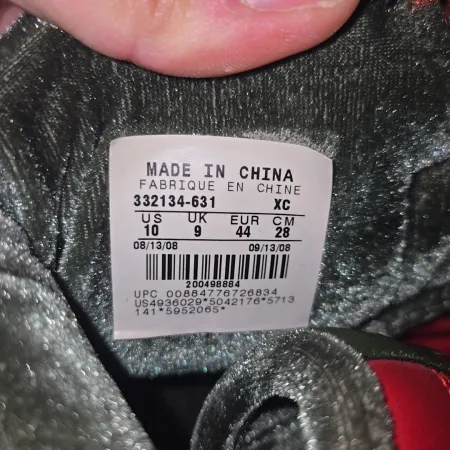 MADE IN CHINA
FABRIQUE EN CHINE
332134-631 XC
US UK EUR CM
10 9 44 28
08/13/08 09/13/08
200498884
UPC 00884776726834
US4936029*5042176*5713
141*5952065*